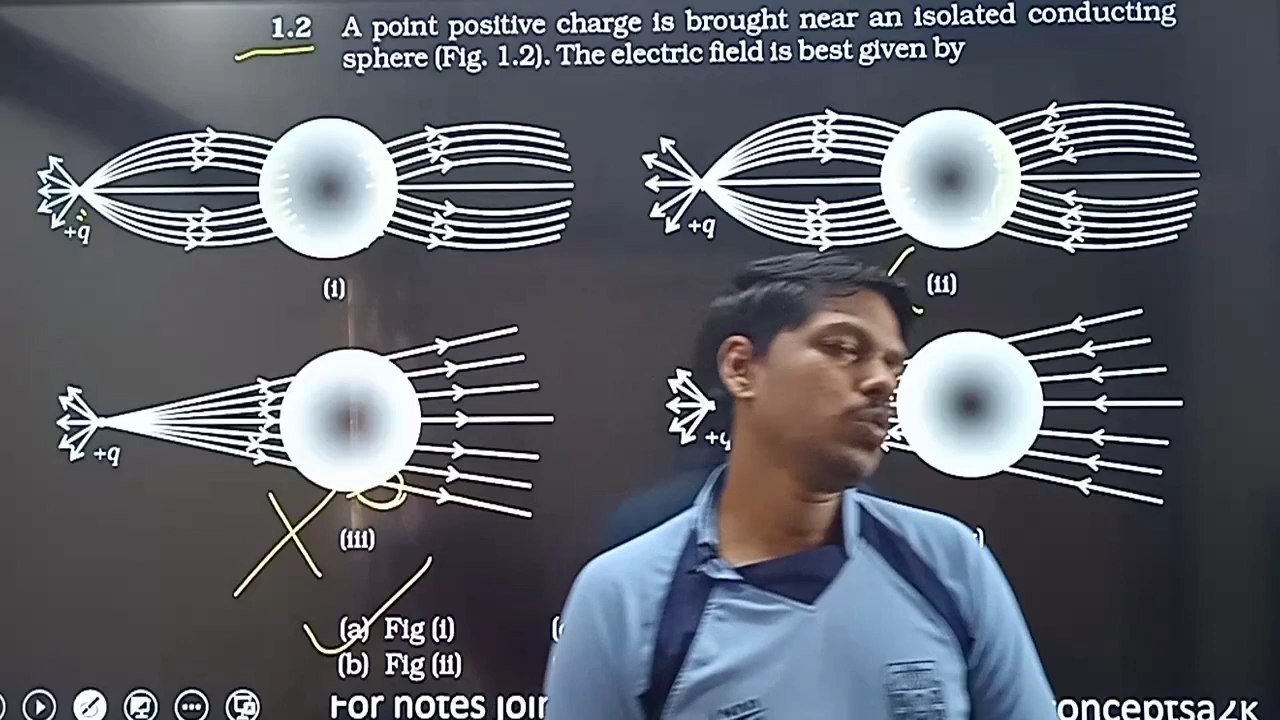 1.2 A point positive charge is brought near an isolated conducting
sphere (Fig. 1.2). The electric field is best given by
+q
+q
(i)
(ii)
+q
+q
(iii)
(a) Fig (i)
(b) Fig (ii)
For notes